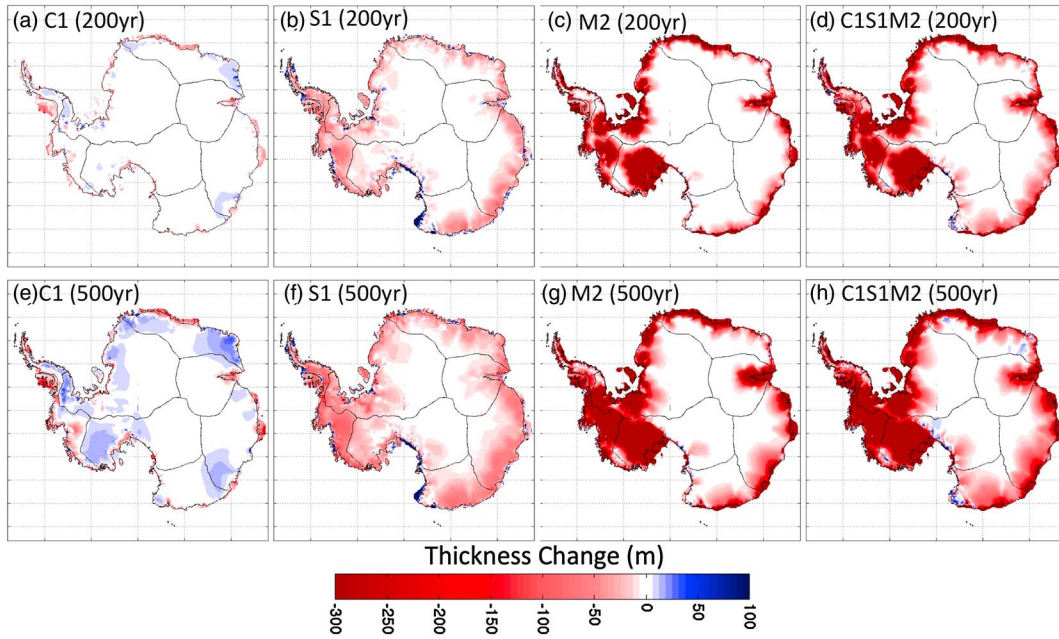 (a) C1 (200yr)
(b) S1 (200yr)
(c) M2 (200yr)
(d) C1S1M2 (200yr)
(e) C1 (500yr)
(f) S1 (500yr)
(g) M2 (500yr)
(h) C1S1M2 (500yr)
Thickness Change (m)
-300 -250 -200 -150 -100 -50 0 50 100